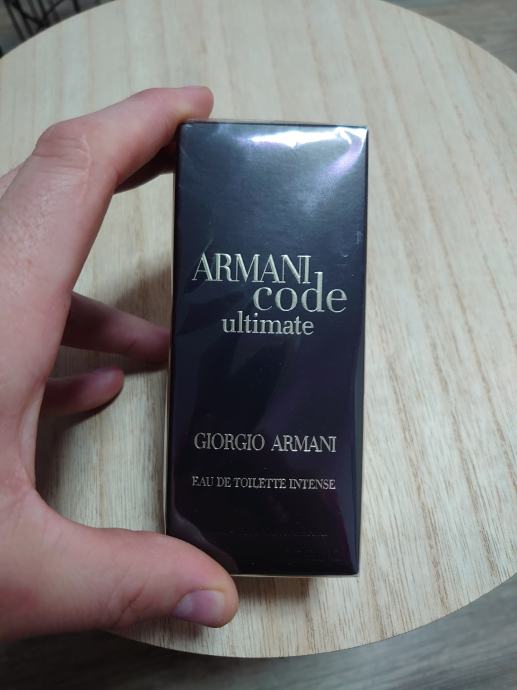 ARMANI
code
ultimate
GIORGIO ARMANI
EAU DE TOILETTE INTENSE